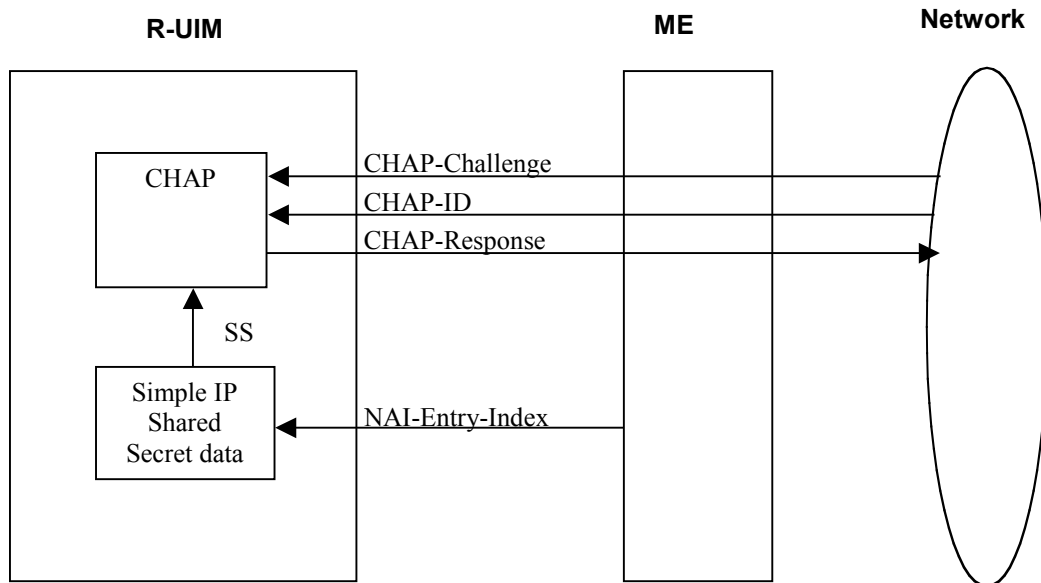 R-UIM
ME
Network
CHAP
CHAP-Challenge
CHAP-ID
CHAP-Response
SS
Simple IP
Shared
Secret data
NAI-Entry-Index